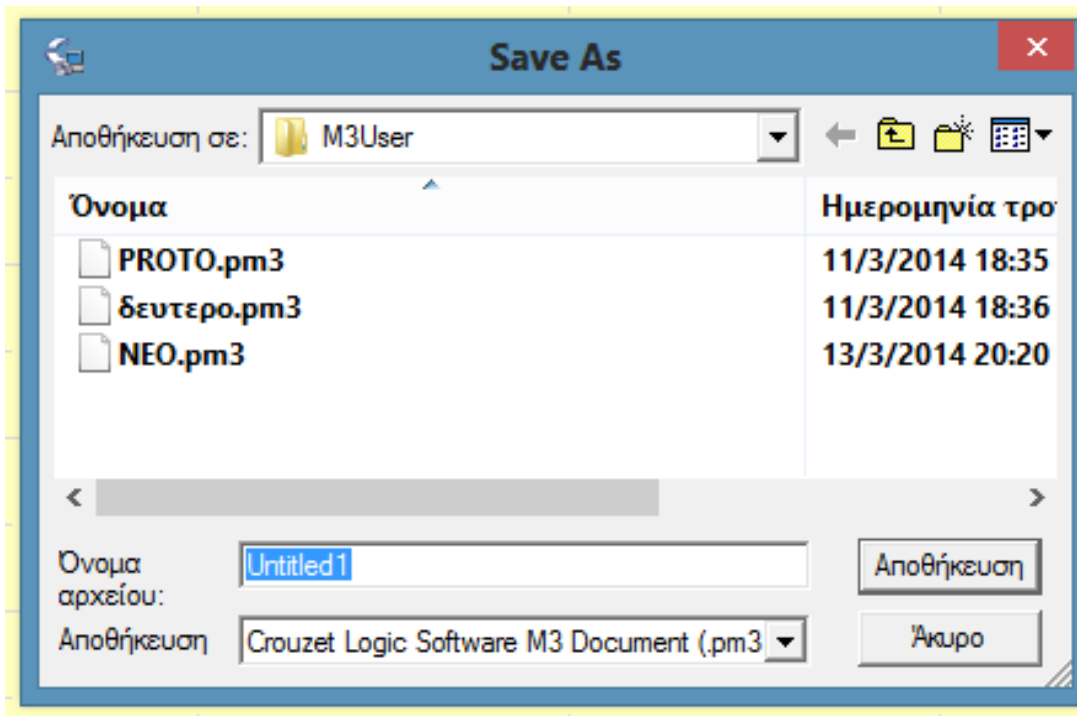 Save As
Αποθήκευση σε: M3User
Όνομα Ημερομηνία τρο
PROTO.pm3 11/3/2014 18:35
δευτερο.pm3 11/3/2014 18:36
NEO.pm3 13/3/2014 20:20
Όνομα αρχείου: Untitled1 Αποθήκευση
Αποθήκευση Crouzet Logic Software M3 Document (.pm3 Άκυρο